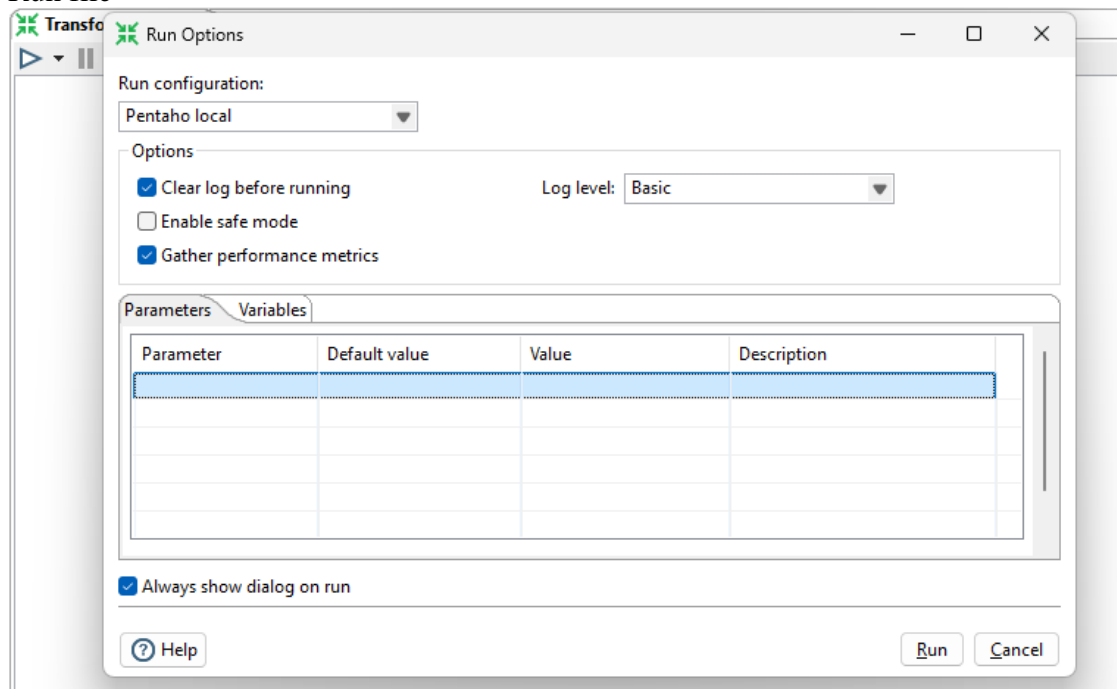 Transfo
Run Options
Run configuration:
Pentaho local
Options
Clear log before running
Log level: Basic
Enable safe mode
Gather performance metrics
Parameters Variables
Parameter Default value Value Description
Always show dialog on run
Help
Run Cancel